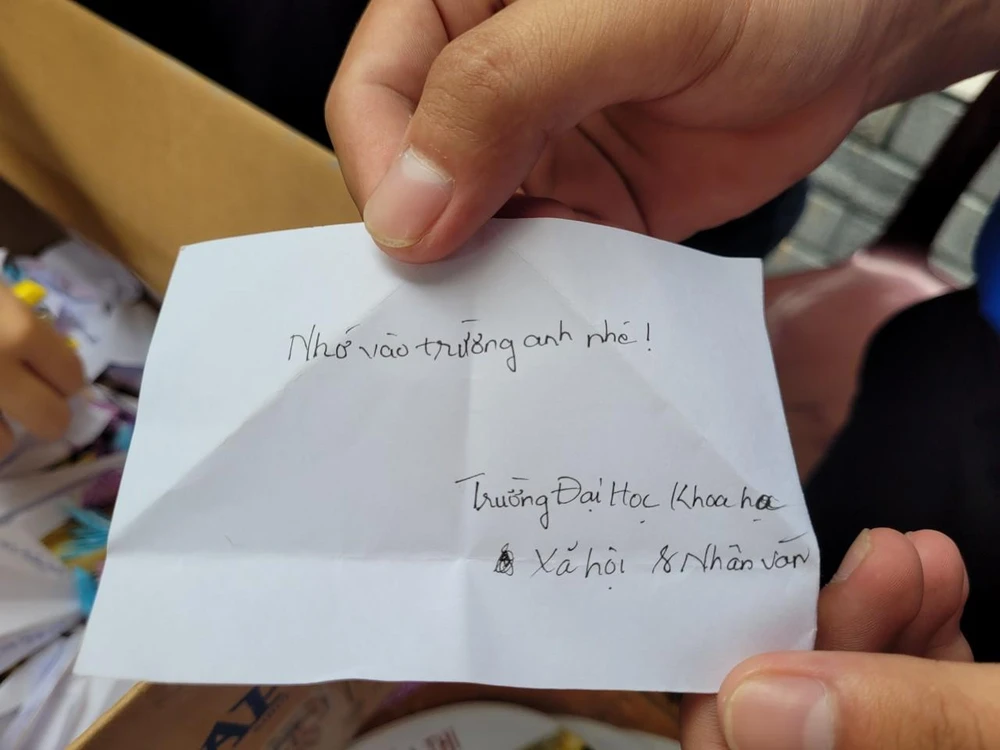 Nhớ vào trường anh nhé!
Trường Đại Học Khoa học
Xã hội & Nhân văn